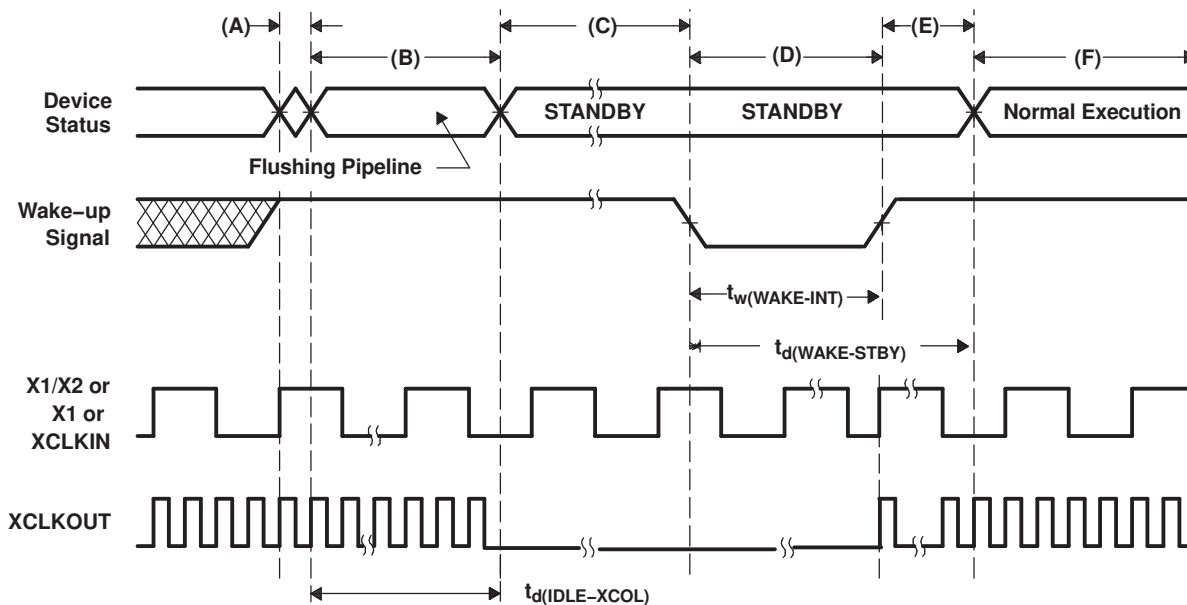 (A)
(B)
(C)
(D)
(E)
(F)
Device
Status
STANDBY
STANDBY
Normal Execution
Flushing Pipeline
Wake−up
Signal
tw(WAKE-INT)
td(WAKE-STBY)
X1/X2 or
X1 or
XCLKIN
XCLKOUT
td(IDLE−XCOL)